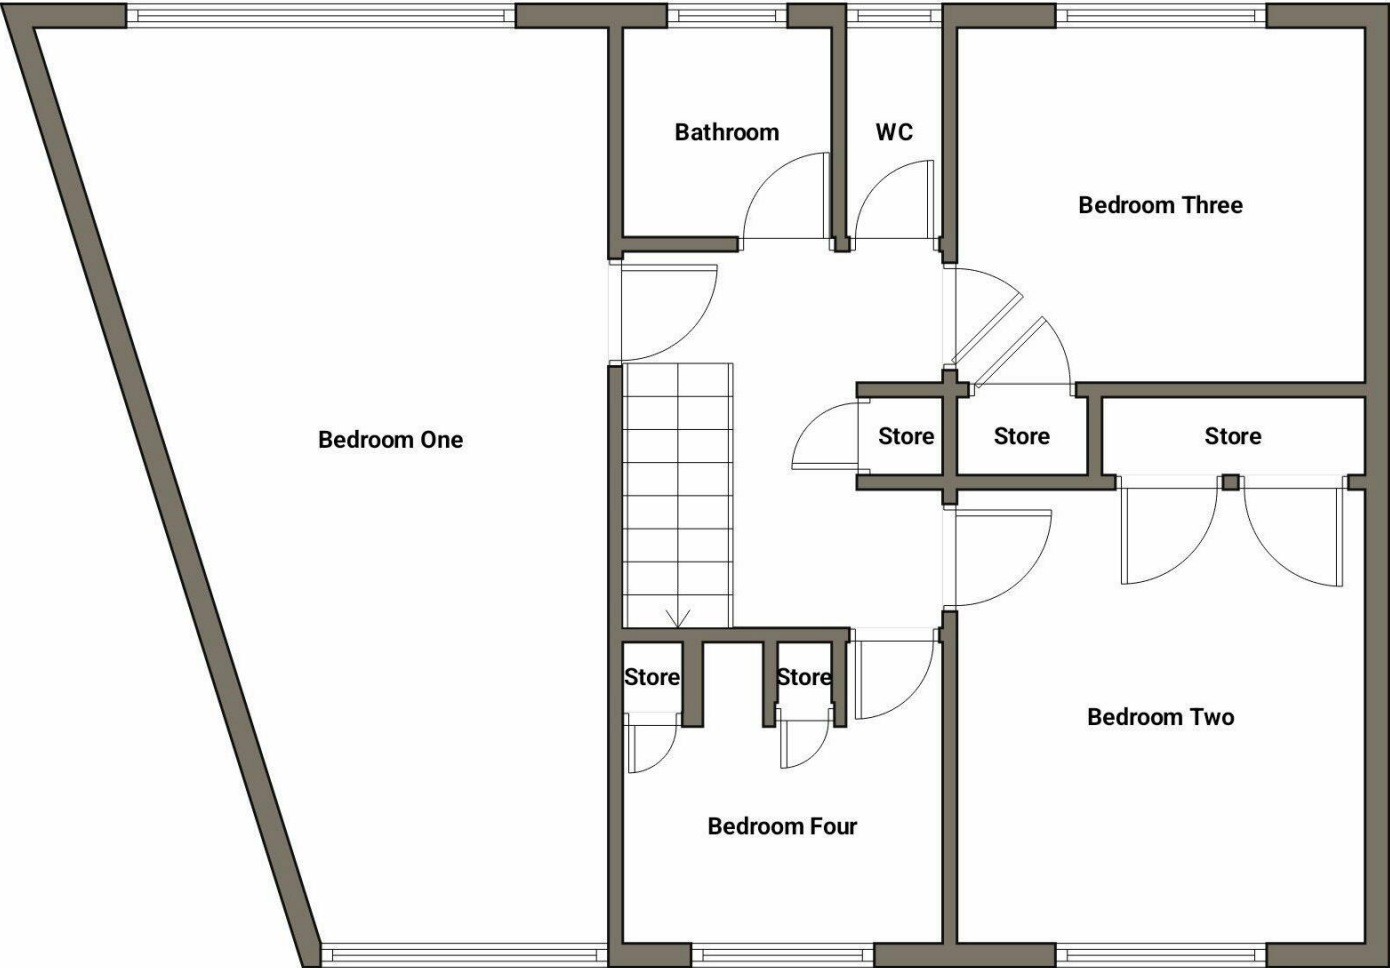 Bathroom
WC
Bedroom Three
Bedroom One
Store
Store
Store
Store
Store
Bedroom Two
Bedroom Four